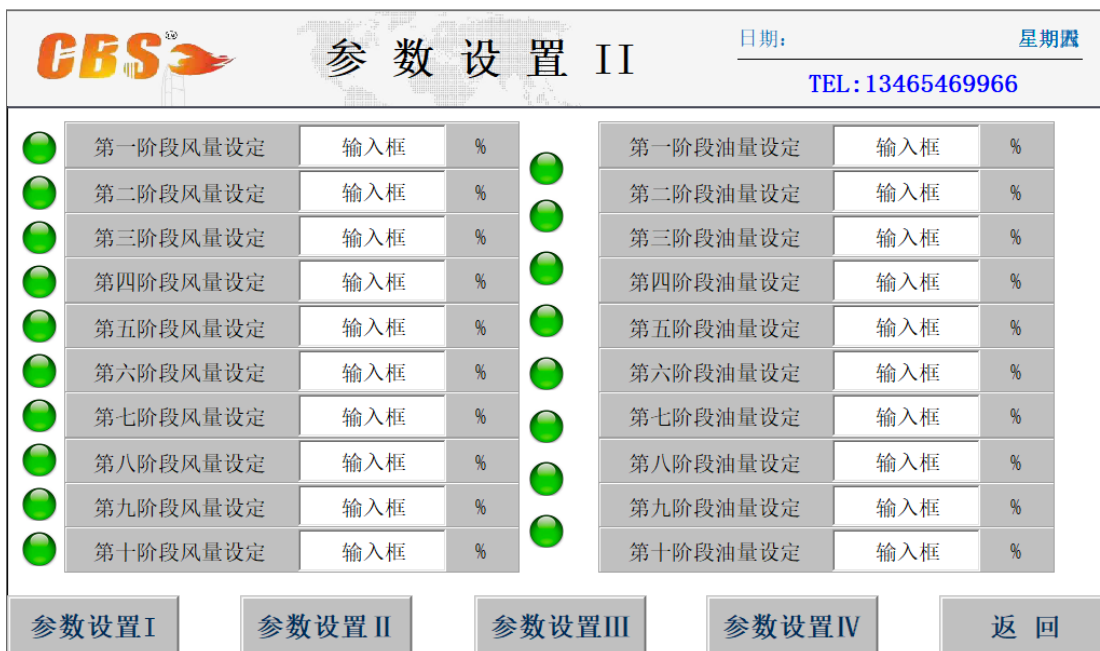 CBS
参数设置II
日期:
星期
TEL:13465469966
第一阶段风量设定 输入框 % 第一阶段油量设定 输入框 %
第二阶段风量设定 输入框 % 第二阶段油量设定 输入框 %
第三阶段风量设定 输入框 % 第三阶段油量设定 输入框 %
第四阶段风量设定 输入框 % 第四阶段油量设定 输入框 %
第五阶段风量设定 输入框 % 第五阶段油量设定 输入框 %
第六阶段风量设定 输入框 % 第六阶段油量设定 输入框 %
第七阶段风量设定 输入框 % 第七阶段油量设定 输入框 %
第八阶段风量设定 输入框 % 第八阶段油量设定 输入框 %
第九阶段风量设定 输入框 % 第九阶段油量设定 输入框 %
第十阶段风量设定 输入框 % 第十阶段油量设定 输入框 %
参数设置I 参数设置Ⅱ 参数设置Ⅲ 参数设置Ⅳ 返回